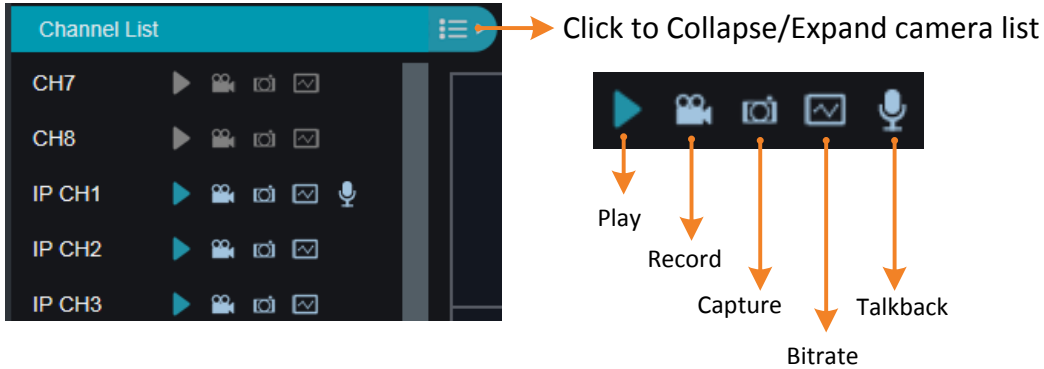 Channel List
Click to Collapse/Expand camera list
CH7
CH8
IP CH1
IP CH2
IP CH3
Play
Record
Capture
Talkback
Bitrate